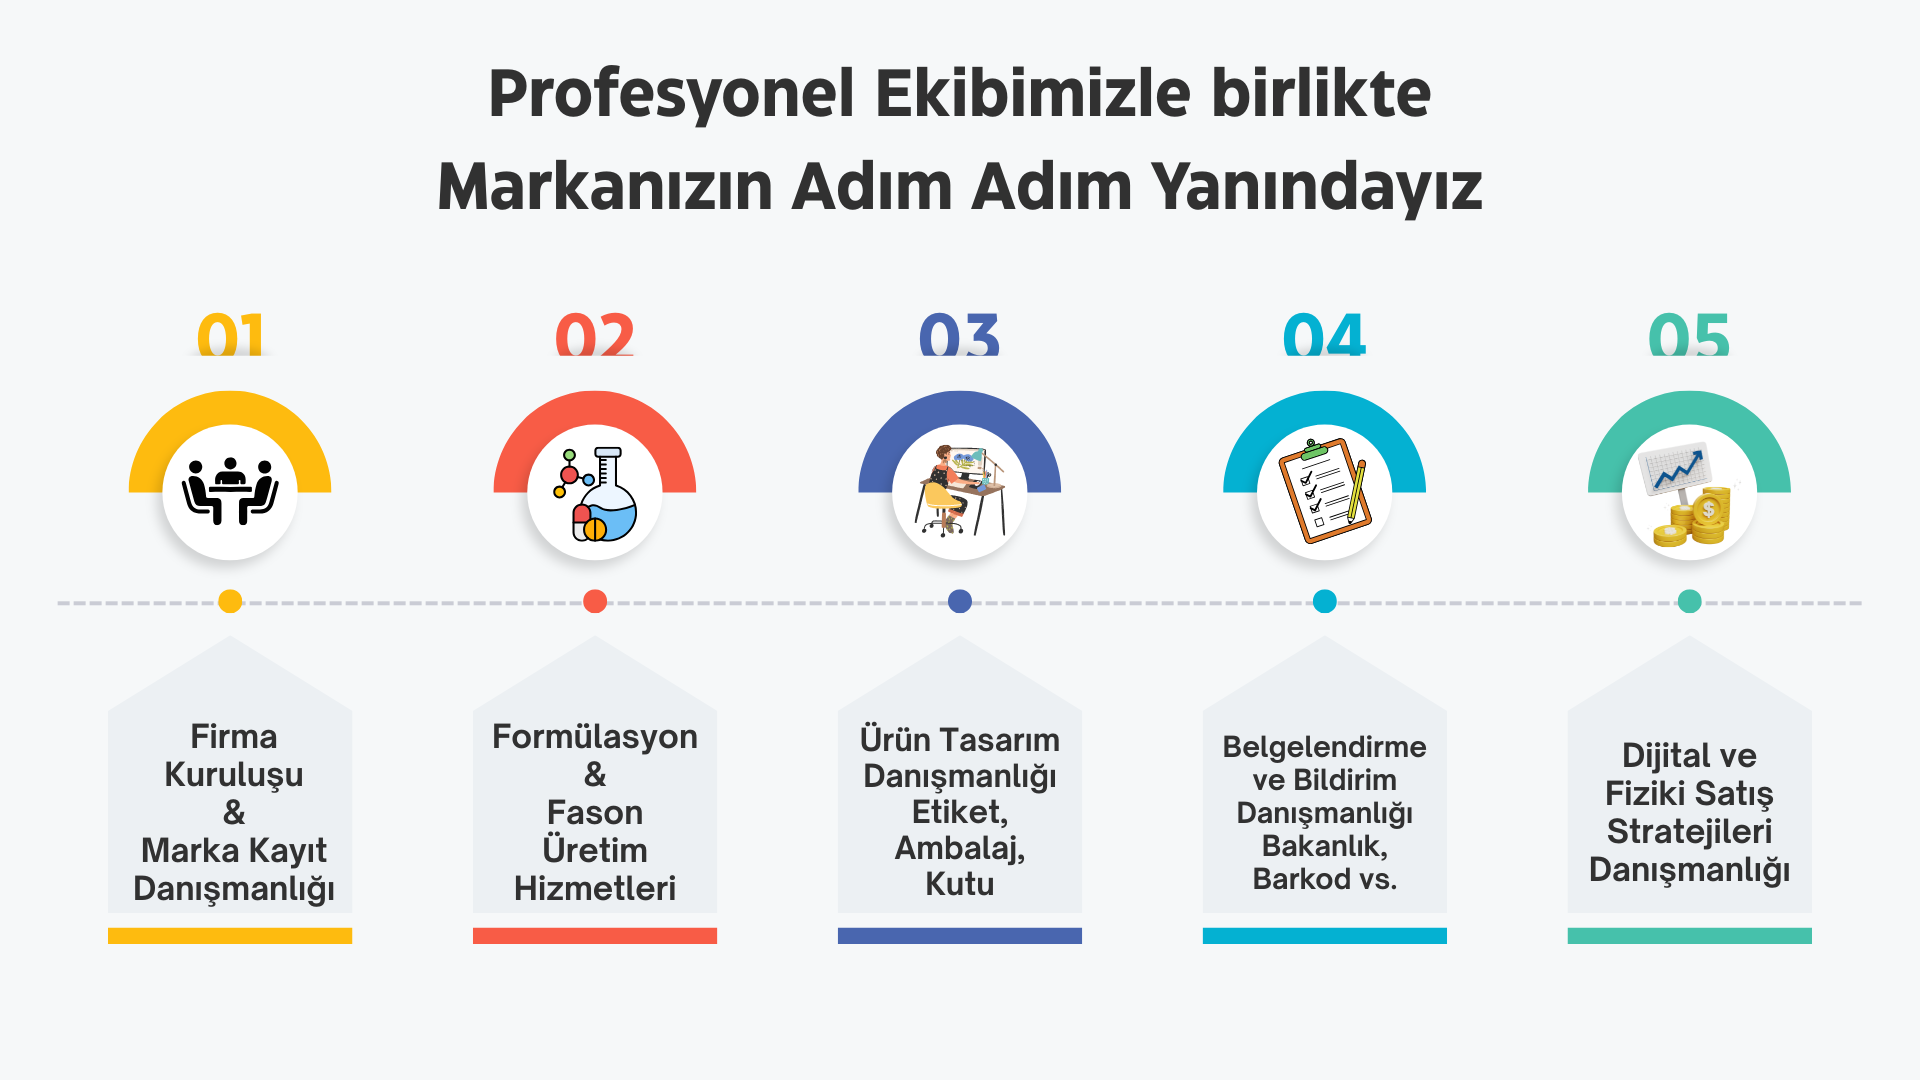 Profesyonel Ekibimizle birlikte
Markanızın Adım Adım Yanındayız
01
02
03
04
05
Firma
Kuruluşu
&
Marka Kayıt
Danışmanlığı
Formülasyon
&
Fason
Üretim
Hizmetleri
Ürün Tasarım
Danışmanlığı
Etiket,
Ambalaj,
Kutu
Belgelendirme
ve Bildirim
Danışmanlığı
Bakanlık,
Barkod vs.
Dijital ve
Fiziki Satış
Stratejileri
Danışmanlığı